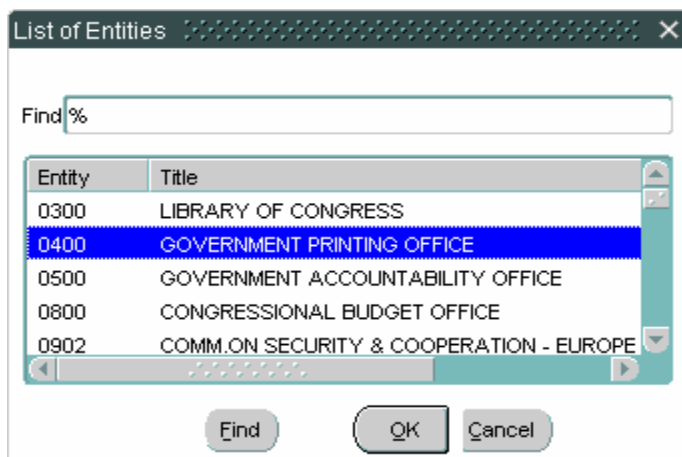 List of Entities
Find %
Entity Title
0300 LIBRARY OF CONGRESS
0400 GOVERNMENT PRINTING OFFICE
0500 GOVERNMENT ACCOUNTABILITY OFFICE
0800 CONGRESSIONAL BUDGET OFFICE
0902 COMM.ON SECURITY & COOPERATION - EUROPE
Find OK Cancel